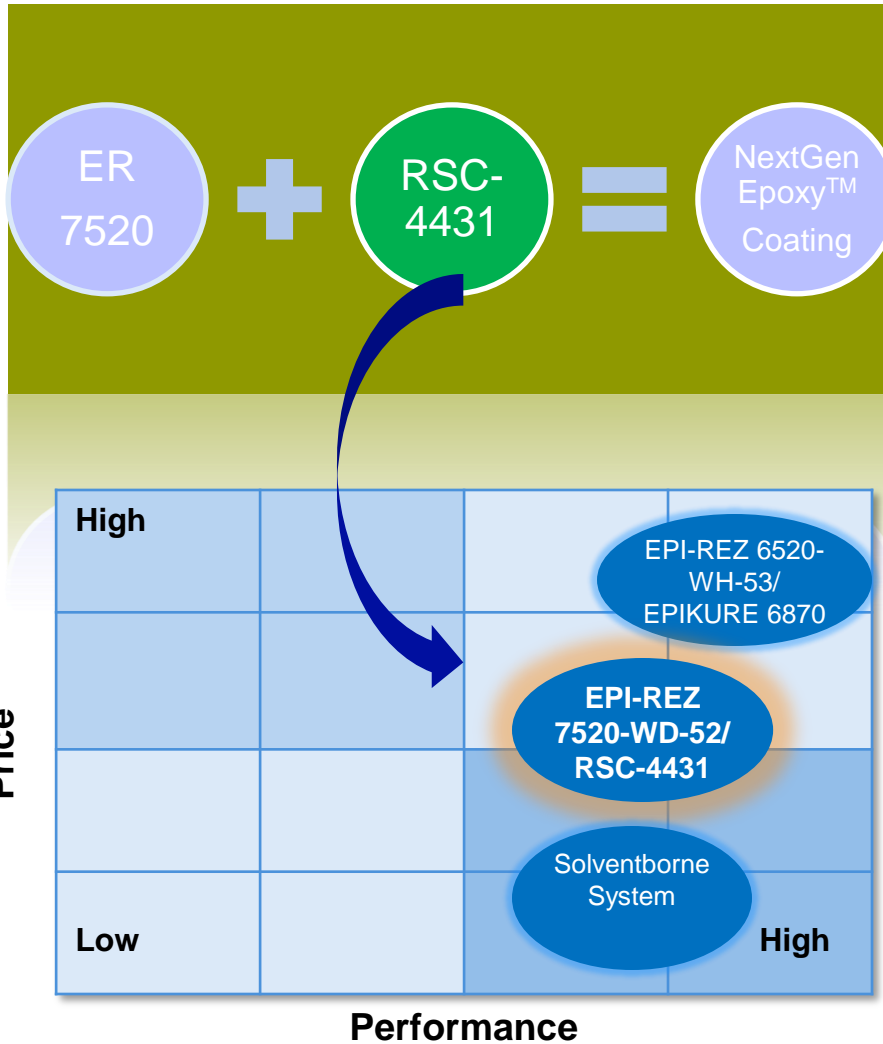 ER
7520
RSC-
4431
NextGen
Epoxy™
Coating
High
EPI-REZ 6520-
WH-53/
EPIKURE 6870
EPI-REZ
7520-WD-52/
RSC-4431
Price
Solventborne
System
Low
High
Performance